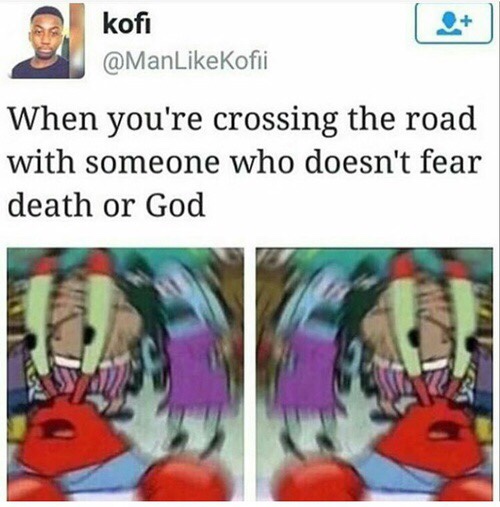 kofi
@ManLikeKofii
When you're crossing the road
with someone who doesn't fear
death or God